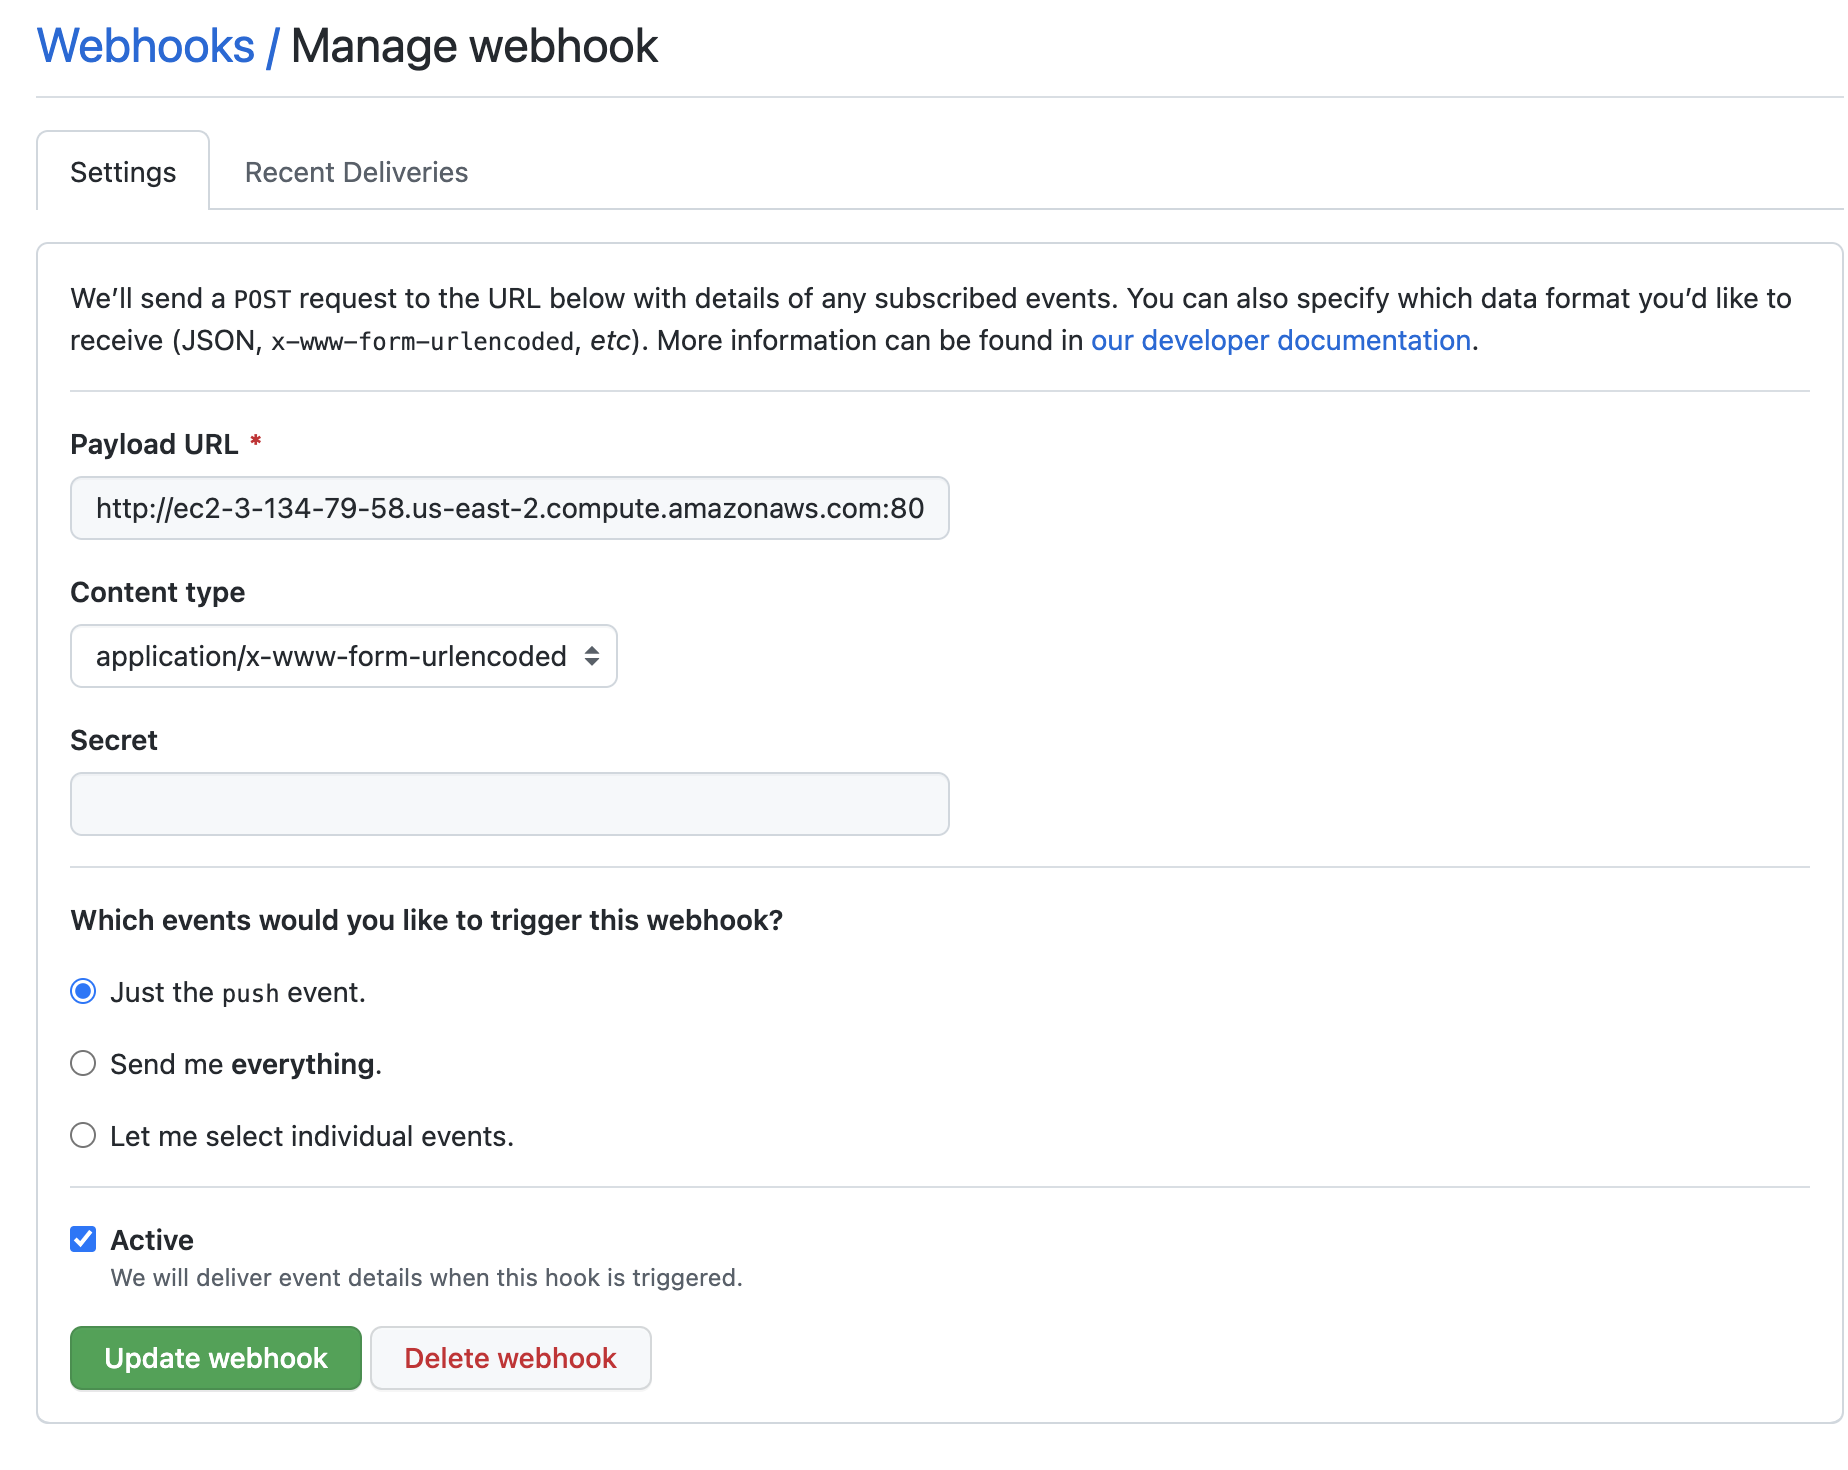 Webhooks / Manage webhook
Settings
Recent Deliveries
We’ll send a POST request to the URL below with details of any subscribed events. You can also specify which data format you’d like to
receive (JSON, x-www-form-urlencoded, etc). More information can be found in our developer documentation.
Payload URL *
http://ec2-3-134-79-58.us-east-2.compute.amazonaws.com:80
Content type
application/x-www-form-urlencoded
Secret
Which events would you like to trigger this webhook?
Just the push event.
Send me everything.
Let me select individual events.
Active
We will deliver event details when this hook is triggered.
Update webhook
Delete webhook